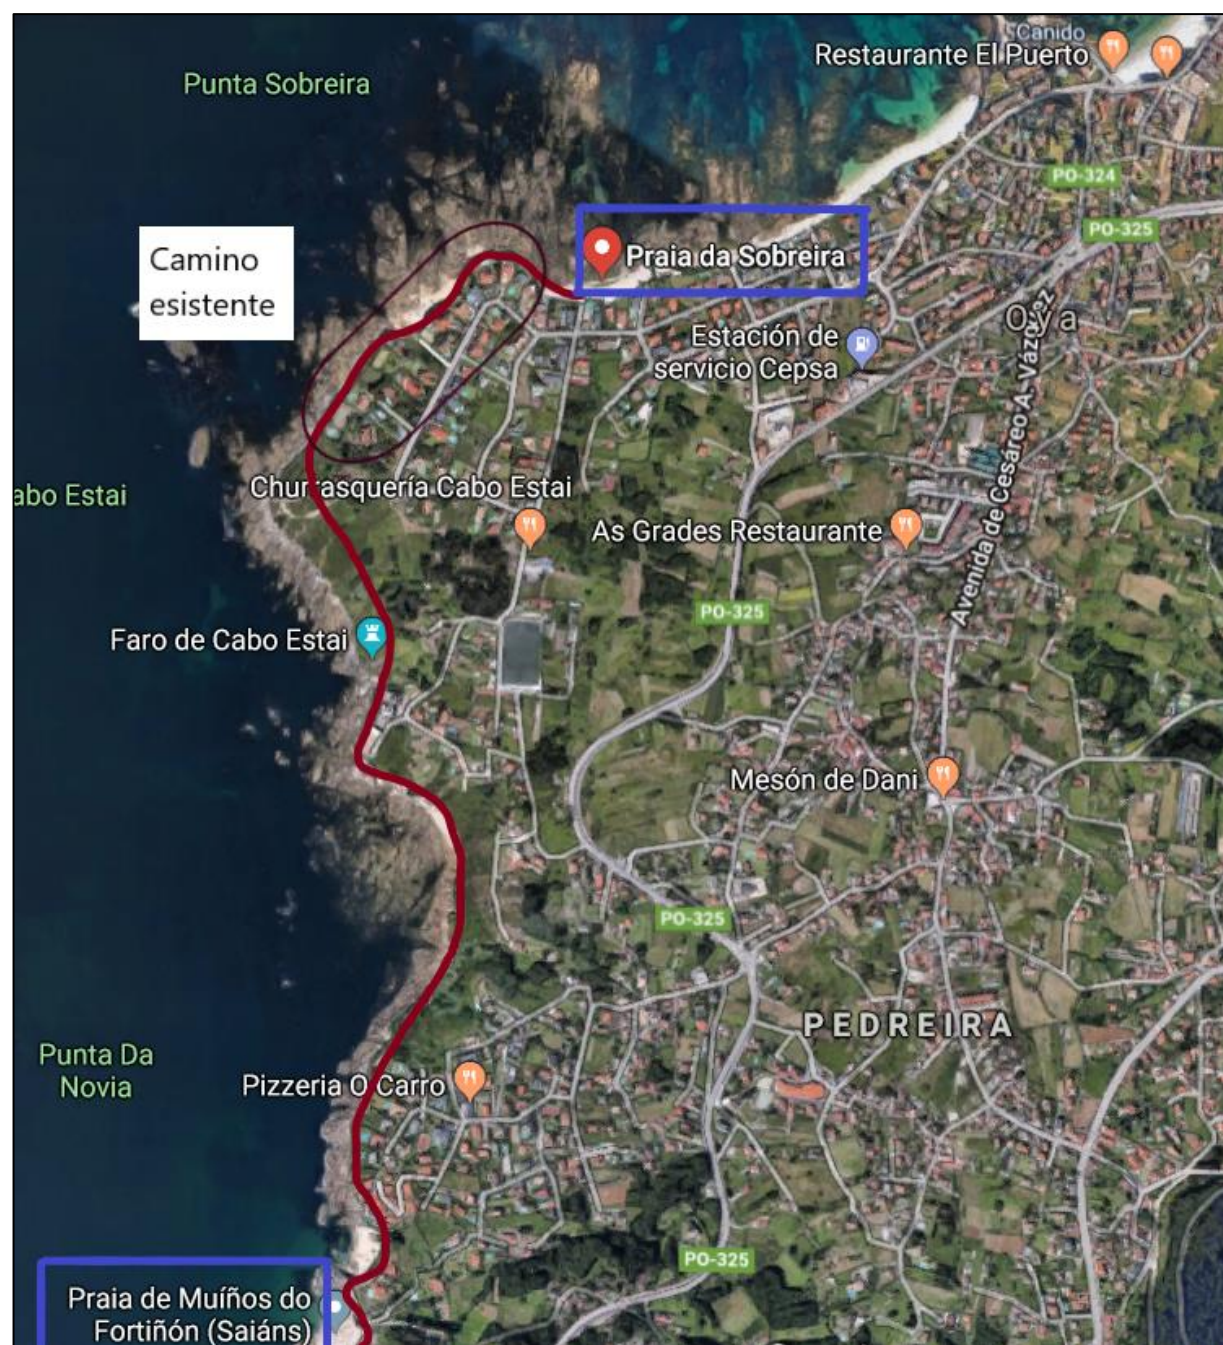 Canido
Restaurante El Puerto
Punta Sobreira
PO-324
PO-325
Camino
esistente
Praia da Sobreira
Oya
Estación de
servicio Cepsa
Avenida de Cesáreo A. Vázquez
Churrasquería Cabo Estai
abo Estai
As Grades Restaurante
PO-325
Faro de Cabo Estai
Mesón de Dani
PO-325
PEDREIRA
Punta Da
Novia
Pizzeria O Carro
PO-325
Praia de Muíños do
Fortiñón (Saiáns)